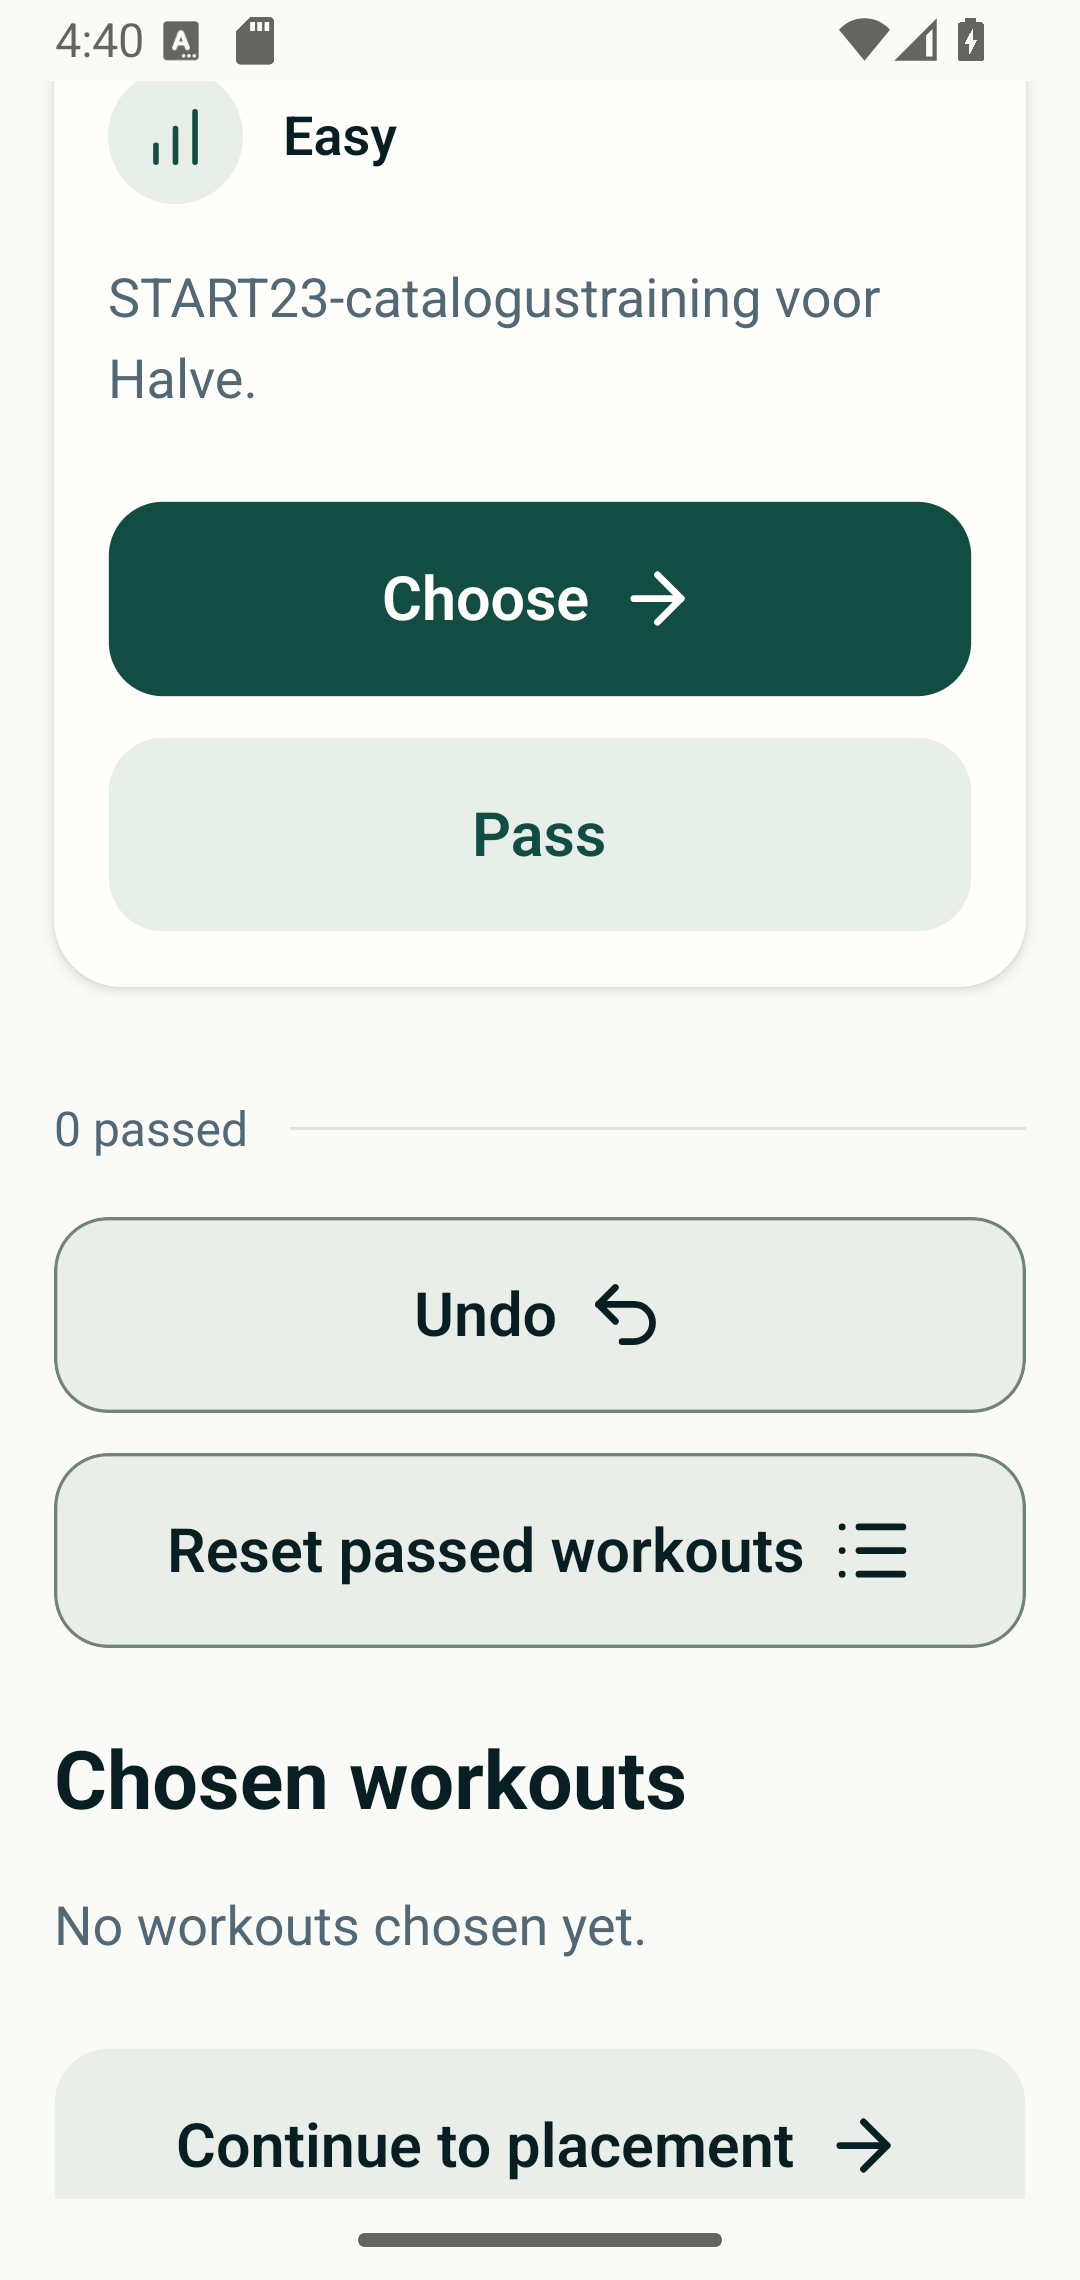 4:40
Easy
START23-catalogustraining voor
Halve.
Choose
Pass
0 passed
Undo
Reset passed workouts
Chosen workouts
No workouts chosen yet.
Continue to placement